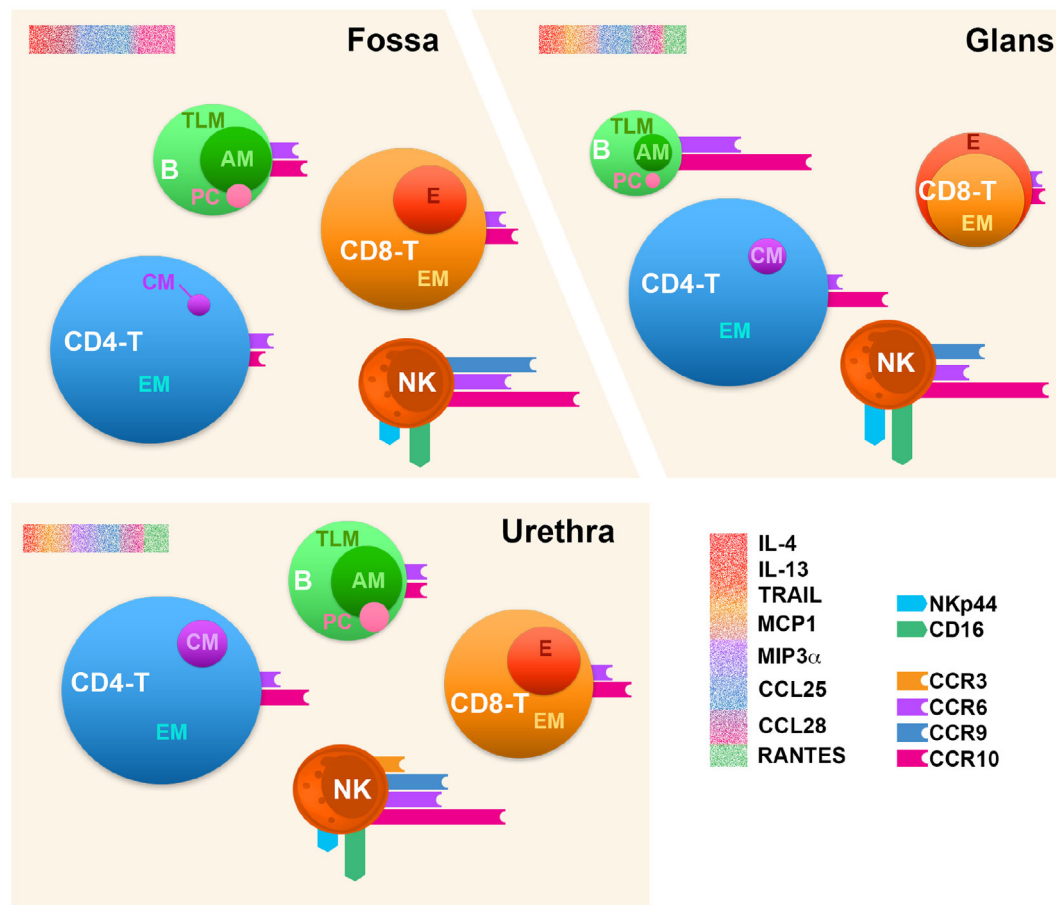 Fossa
TLM
B
AM
PC
E
CD8-T
EM
CM
CD4-T
EM
NK
Glans
TLM
B
AM
PC
E
CD8-T
EM
CM
CD4-T
EM
NK
Urethra
TLM
B
AM
PC
CM
CD4-T
EM
E
CD8-T
EM
NK
IL-4
IL-13
TRAIL
MCP1
MIP3α
CCL25
CCL28
RANTES
NKp44
CD16
CCR3
CCR6
CCR9
CCR10